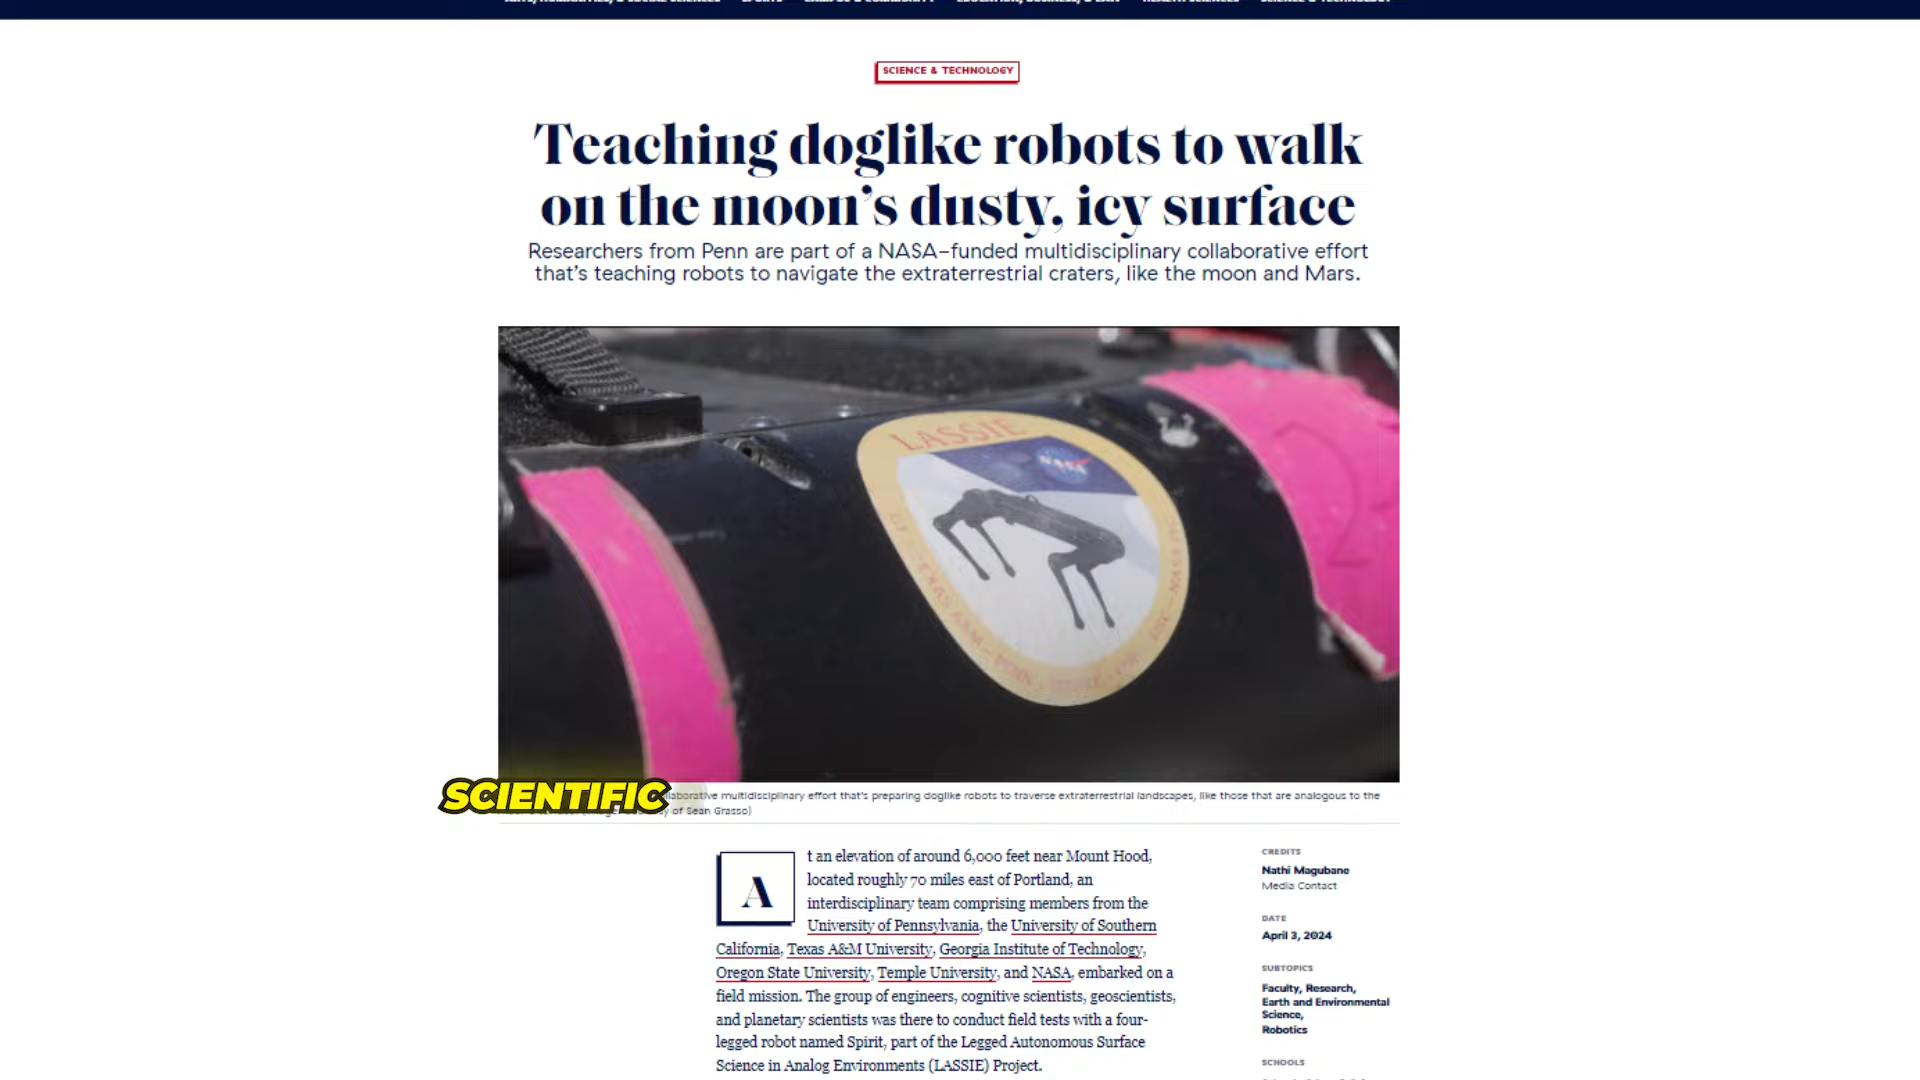 SCIENCE & TECHNOLOGY
Teaching doglike robots to walk
on the moon's dusty, icy surface
Researchers from Penn are part of a NASA–funded multidisciplinary collaborative effort
that's teaching robots to navigate the extraterrestrial craters, like the moon and Mars.
LASSIE
NASA
2
SCIENTIFIC
multidisciplinary effort that's preparing doglike robots to traverse extraterrestrial landscapes, like those that are analogous to the
of Sean Grasso)
At an elevation of around 6,000 feet near Mount Hood,
located roughly 70 miles east of Portland, an
interdisciplinary team comprising members from the
University of Pennsylvania, the University of Southern
California, Texas A&M University, Georgia Institute of Technology,
Oregon State University, Temple University, and NASA, embarked on a
field mission. The group of engineers, cognitive scientists, geoscientists,
and planetary scientists was there to conduct field tests with a four-
legged robot named Spirit, part of the Legged Autonomous Surface
Science in Analog Environments (LASSIE) Project.
CREDITS
Nathi Magubane
Media Contact
DATE
April 3, 2024
SUBTOPICS
Faculty, Research,
Earth and Environmental
Science,
Robotics
SCHOOLS